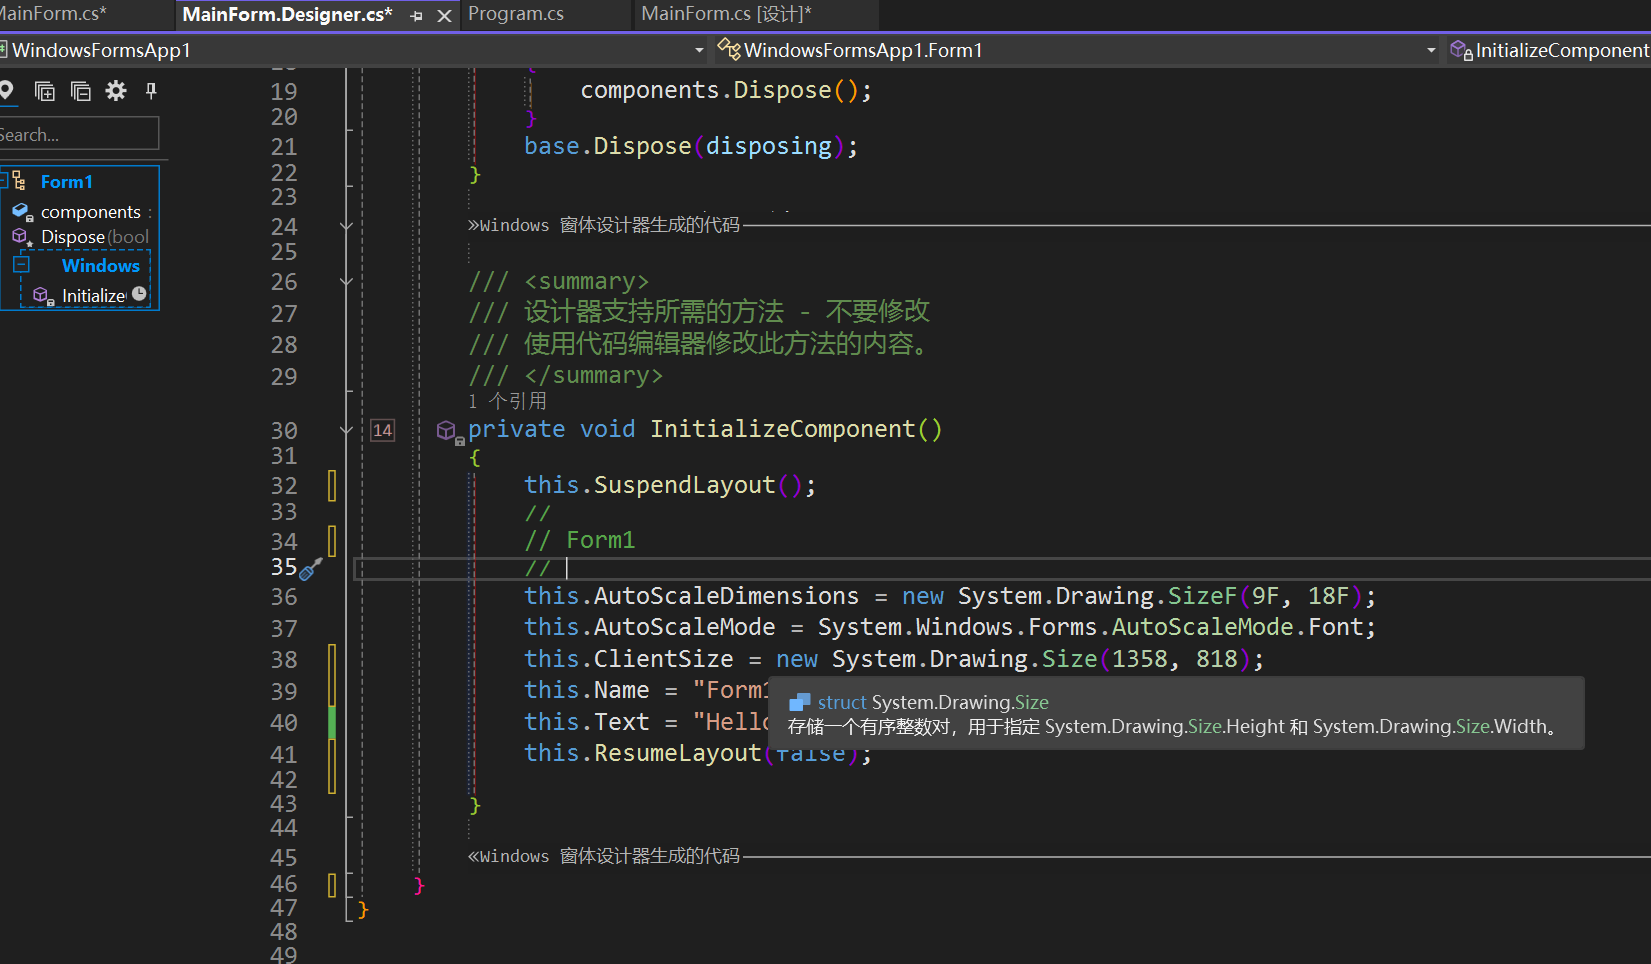 MainForm.cs*
MainForm.Designer.cs*
Program.cs
MainForm.cs [设计]*
WindowsFormsApp1
WindowsFormsApp1.Form1
InitializeComponent
Search...
Form1
components :
Dispose(bool
Windows
Initialize
19 components.Dispose();
20 }
21 base.Dispose(disposing);
22 }
23
24 »Windows 窗体设计器生成的代码
25
26 /// <summary>
27 /// 设计器支持所需的方法 - 不要修改
28 /// 使用代码编辑器修改此方法的内容。
29 /// </summary>
1 个引用
30 14 private void InitializeComponent()
31 {
32 this.SuspendLayout();
33 //
34 // Form1
35 //
36 this.AutoScaleDimensions = new System.Drawing.SizeF(9F, 18F);
37 this.AutoScaleMode = System.Windows.Forms.AutoScaleMode.Font;
38 this.ClientSize = new System.Drawing.Size(1358, 818);
39 this.Name = "Form1
struct System.Drawing.Size
40 this.Text = "Hello
存储一个有序整数对，用于指定 System.Drawing.Size.Height 和 System.Drawing.Size.Width。
41 this.ResumeLayout(false);
42
43 }
44
45 «Windows 窗体设计器生成的代码
46 }
47 }
48
49